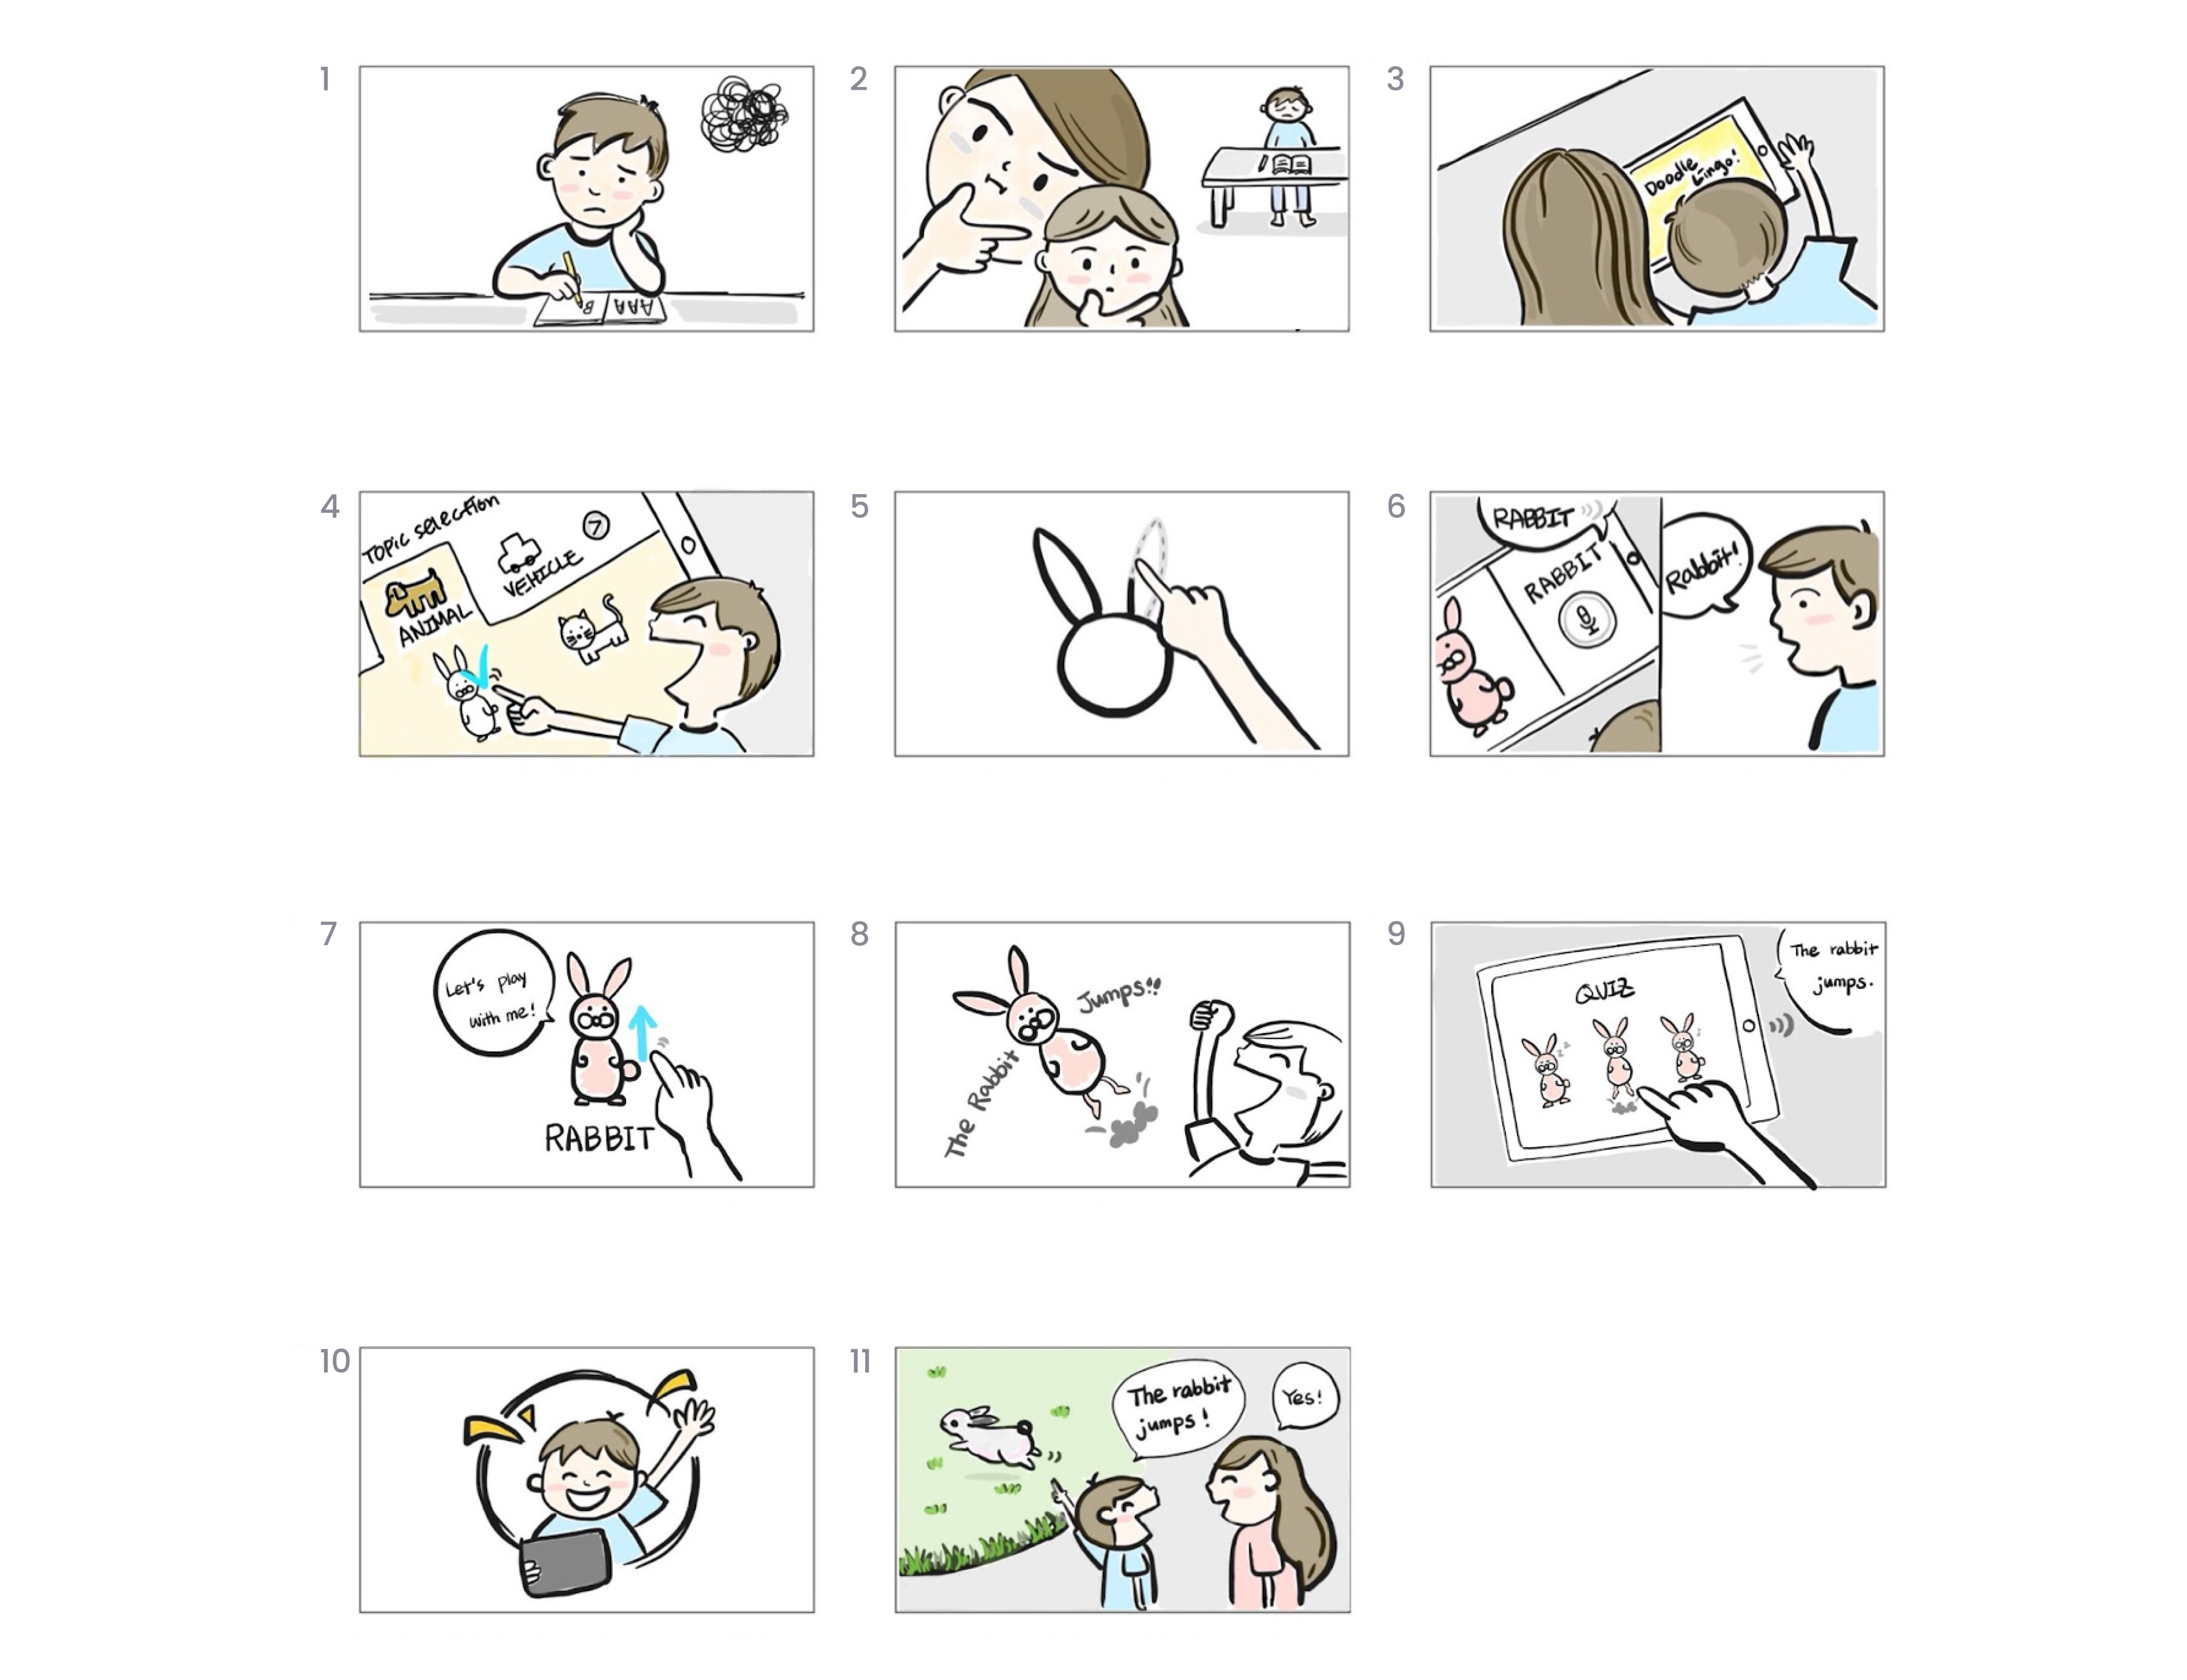 1
B AAA
2
3
Doodle
Lingo!
4
Topic selection
ANIMAL
VEHICLE
5
6
RABBIT
RABBIT
Rabbit!
7
Let's play
with me!
RABBIT
8
The Rabbit
Jumps!!
9
QUIZ
The rabbit
jumps.
10
11
The rabbit
jumps!
Yes!